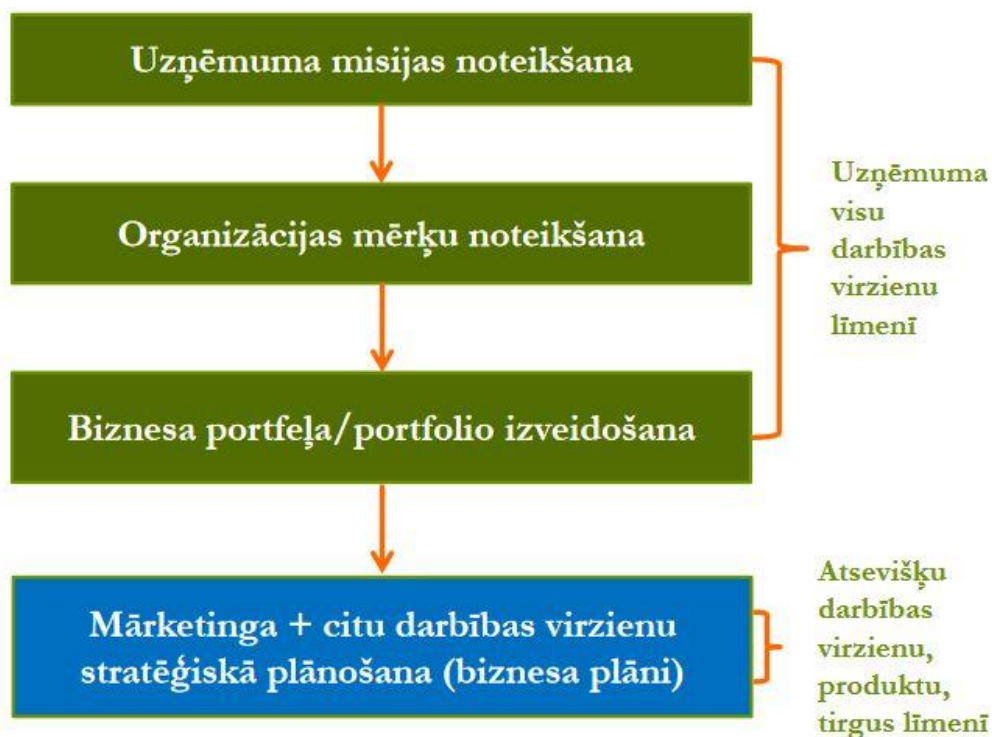 Uzņēmuma misijas noteikšana
Organizācijas mērķu noteikšana
Biznesa portfeļa/portfolio izveidošana
Mārketinga + citu darbības virzienu
stratēģiskā plānošana (biznesa plāni)
Uzņēmuma
visu
darbības
virzienu
līmenī
Atsevišķu
darbības
virzienu,
produktu,
tirgus līmenī